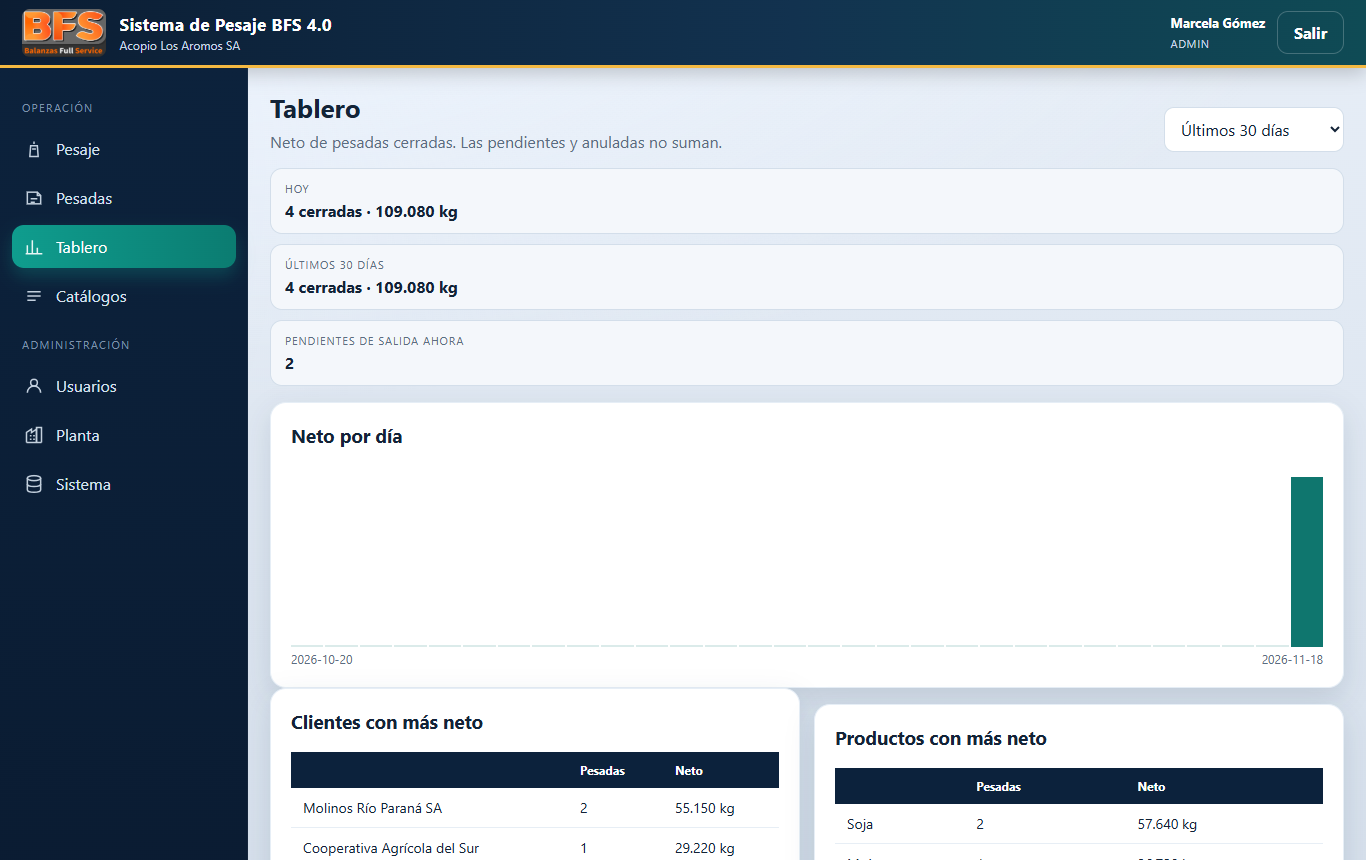 BFS
Balanzas Full Service
Sistema de Pesaje BFS 4.0
Acopio Los Aromos SA
Marcela Gómez
ADMIN
Salir
OPERACIÓN
Pesaje
Pesadas
Tablero
Catálogos
ADMINISTRACIÓN
Usuarios
Planta
Sistema
Tablero
Neto de pesadas cerradas. Las pendientes y anuladas no suman.
Últimos 30 días
HOY
4 cerradas · 109.080 kg
ÚLTIMOS 30 DÍAS
4 cerradas · 109.080 kg
PENDIENTES DE SALIDA AHORA
2
Neto por día
2026-10-20
2026-11-18
Clientes con más neto
Pesadas Neto
Molinos Río Paraná SA 2 55.150 kg
Cooperativa Agrícola del Sur 1 29.220 kg
Productos con más neto
Pesadas Neto
Soja 2 57.640 kg